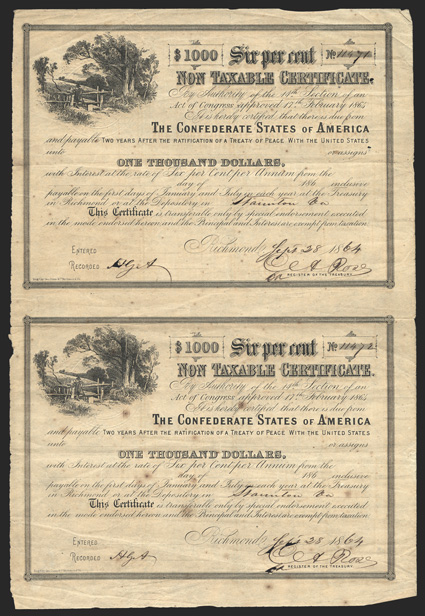 $1000 Six per cent No. 11671
NON TAXABLE CERTIFICATE.
By Authority of the 14th Section of an
Act of Congress approved 17th February 1864
It is hereby certified that there is due from
THE CONFEDERATE STATES OF AMERICA
and payable TWO YEARS AFTER THE RATIFICATION OF A TREATY OF PEACE WITH THE UNITED STATES
unto or assigns
ONE THOUSAND DOLLARS,
with Interest at the rate of Six per Cent per Annum from the
day of 186 inclusive
payable on the first days of January and July in each year at the Treasury
in Richmond or at the Depository in Staunton Va
This Certificate is transferable only by special endorsement executed
in the mode endorsed hereon and the Principal and Interest are exempt from taxation.
Richmond Sept 28 1864
ENTERED
RECORDED A Rose
REGISTER OF THE TREASURY
$1000 Six per cent No. 11672
NON TAXABLE CERTIFICATE.
By Authority of the 14th Section of an
Act of Congress approved 17th February 1864
It is hereby certified that there is due from
THE CONFEDERATE STATES OF AMERICA
and payable TWO YEARS AFTER THE RATIFICATION OF A TREATY OF PEACE WITH THE UNITED STATES
unto or assigns
ONE THOUSAND DOLLARS,
with Interest at the rate of Six per Cent per Annum from the
day of 186 inclusive
payable on the first days of January and July in each year at the Treasury
in Richmond or at the Depository in Staunton Va
This Certificate is transferable only by special endorsement executed
in the mode endorsed hereon and the Principal and Interest are exempt from taxation.
Richmond Sept 28 1864
ENTERED
RECORDED A Rose
REGISTER OF THE TREASURY